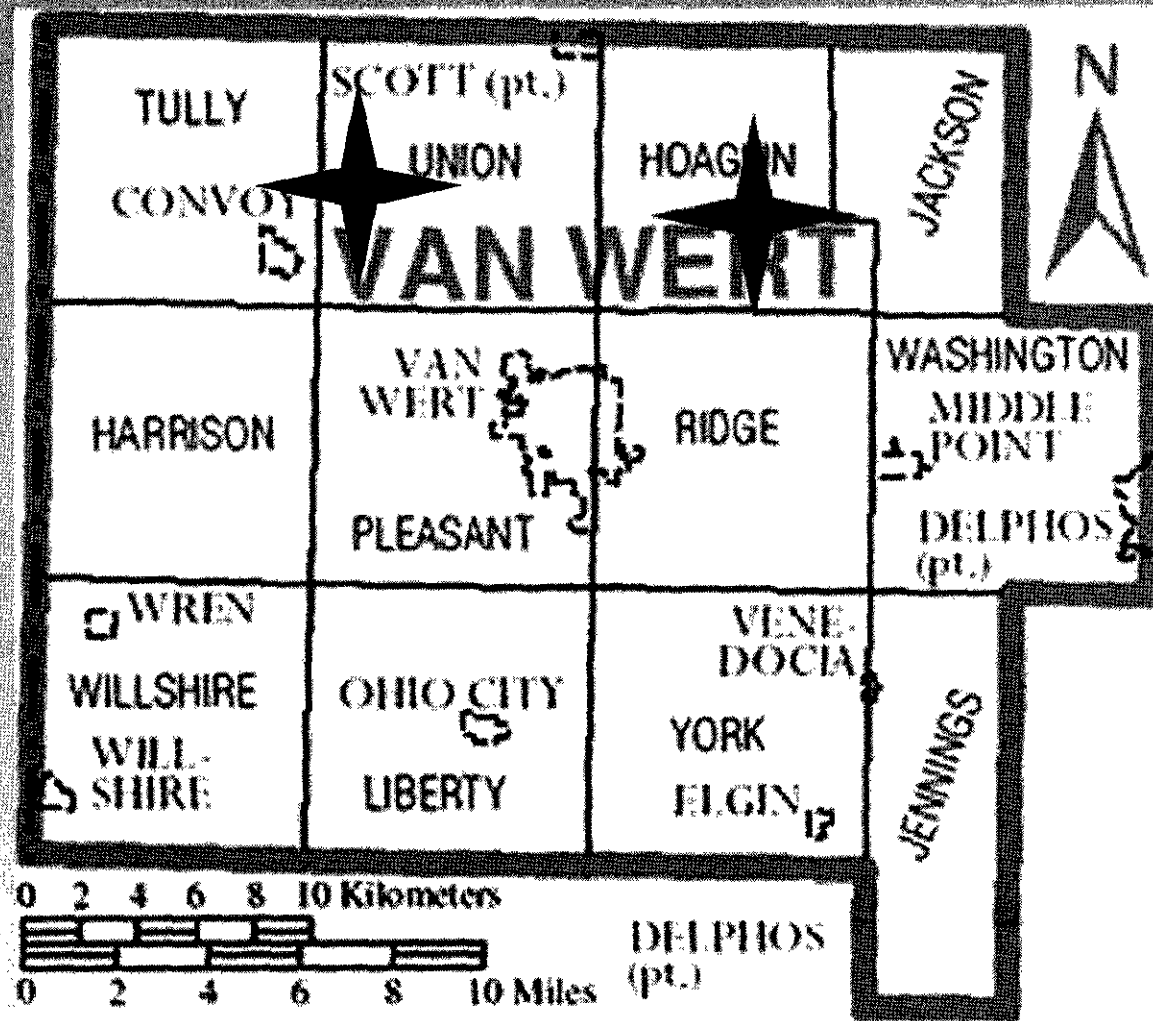 SCOTT (pt.)
N
TULLY
UNION
HOAGLIN
JACKSON
CONVOY
VAN WERT
VAN
WERT
WASHINGTON
MIDDLE
POINT
HARRISON
RIDGE
PLEASANT
DELPHOS
(pt.)
WREN
VENE-
DOCIA
WILLSHIRE
OHIO CITY
YORK
WILL-
SHIRE
LIBERTY
ELGIN
JENNINGS
0 2 4 6 8 10 Kilometers
DELPHOS
(pt.)
0 2 4 6 8 10 Miles